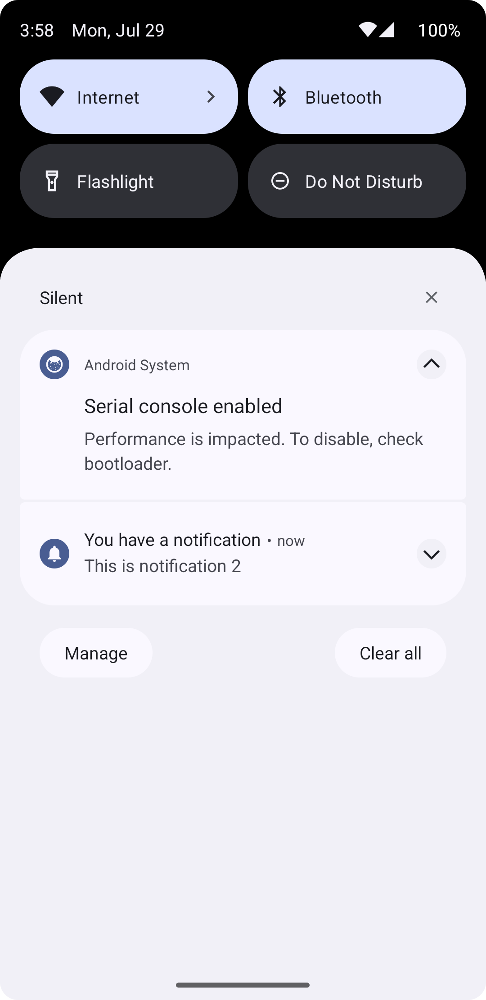 3:58 Mon, Jul 29 100%
Internet Bluetooth
Flashlight Do Not Disturb
Silent
Android System
Serial console enabled
Performance is impacted. To disable, check
bootloader.
You have a notification • now
This is notification 2
Manage Clear all